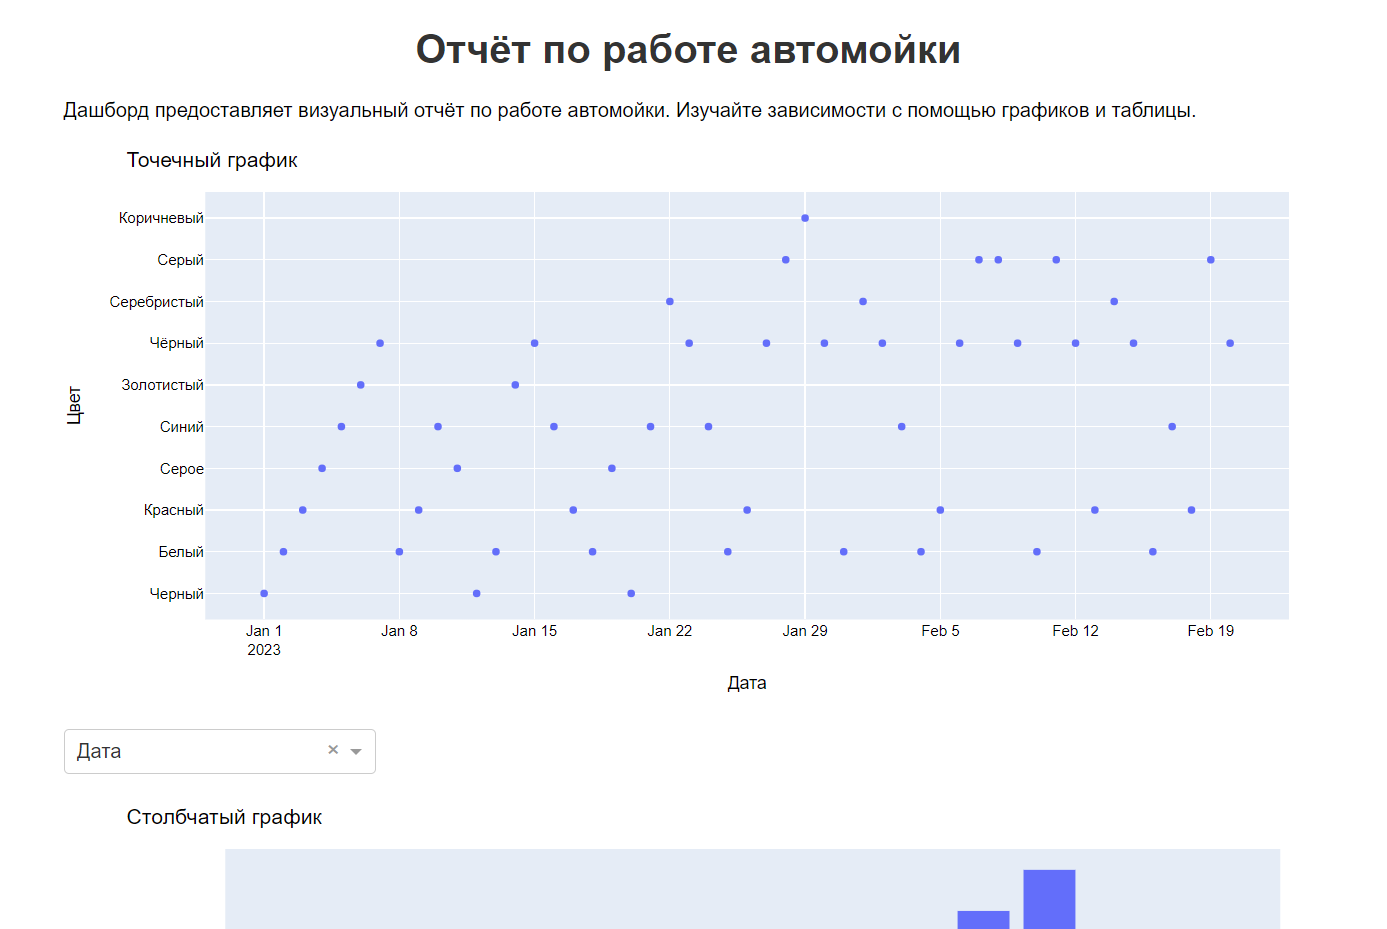 Отчёт по работе автомойки
Дашборд предоставляет визуальный отчёт по работе автомойки. Изучайте зависимости с помощью графиков и таблицы.
Точечный график
Коричневый
Серый
Серебристый
Чёрный
Золотистый
Синий
Серое
Красный
Белый
Черный
Цвет
Jan 1 Jan 8 Jan 15 Jan 22 Jan 29 Feb 5 Feb 12 Feb 19
2023
Дата
Дата ×
Столбчатый график